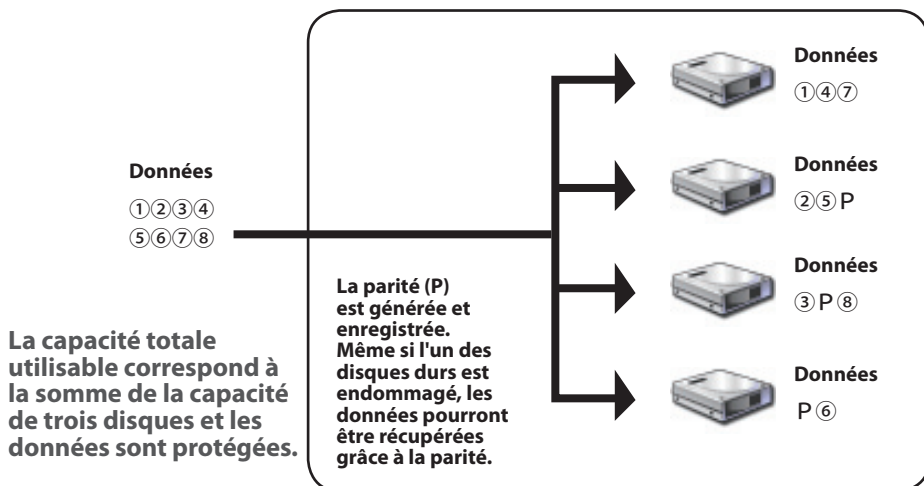 Données
①②③④
⑤⑥⑦⑧
La capacité totale
utilisable correspond à
la somme de la capacité
de trois disques et les
données sont protégées.
La parité (P)
est générée et
enregistrée.
Même si l'un des
disques durs est
endommagé, les
données pourront
être récupérées
grâce à la parité.
Données
①④⑦
Données
②⑤P
Données
③P⑧
Données
P⑥